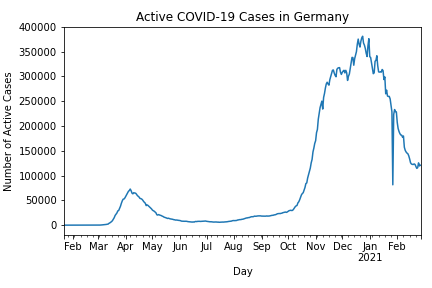 Active COVID-19 Cases in Germany
Number of Active Cases
400000
350000
300000
250000
200000
150000
100000
50000
0
Feb Mar Apr May Jun Jul Aug Sep Oct Nov Dec Jan Feb
2021
Day